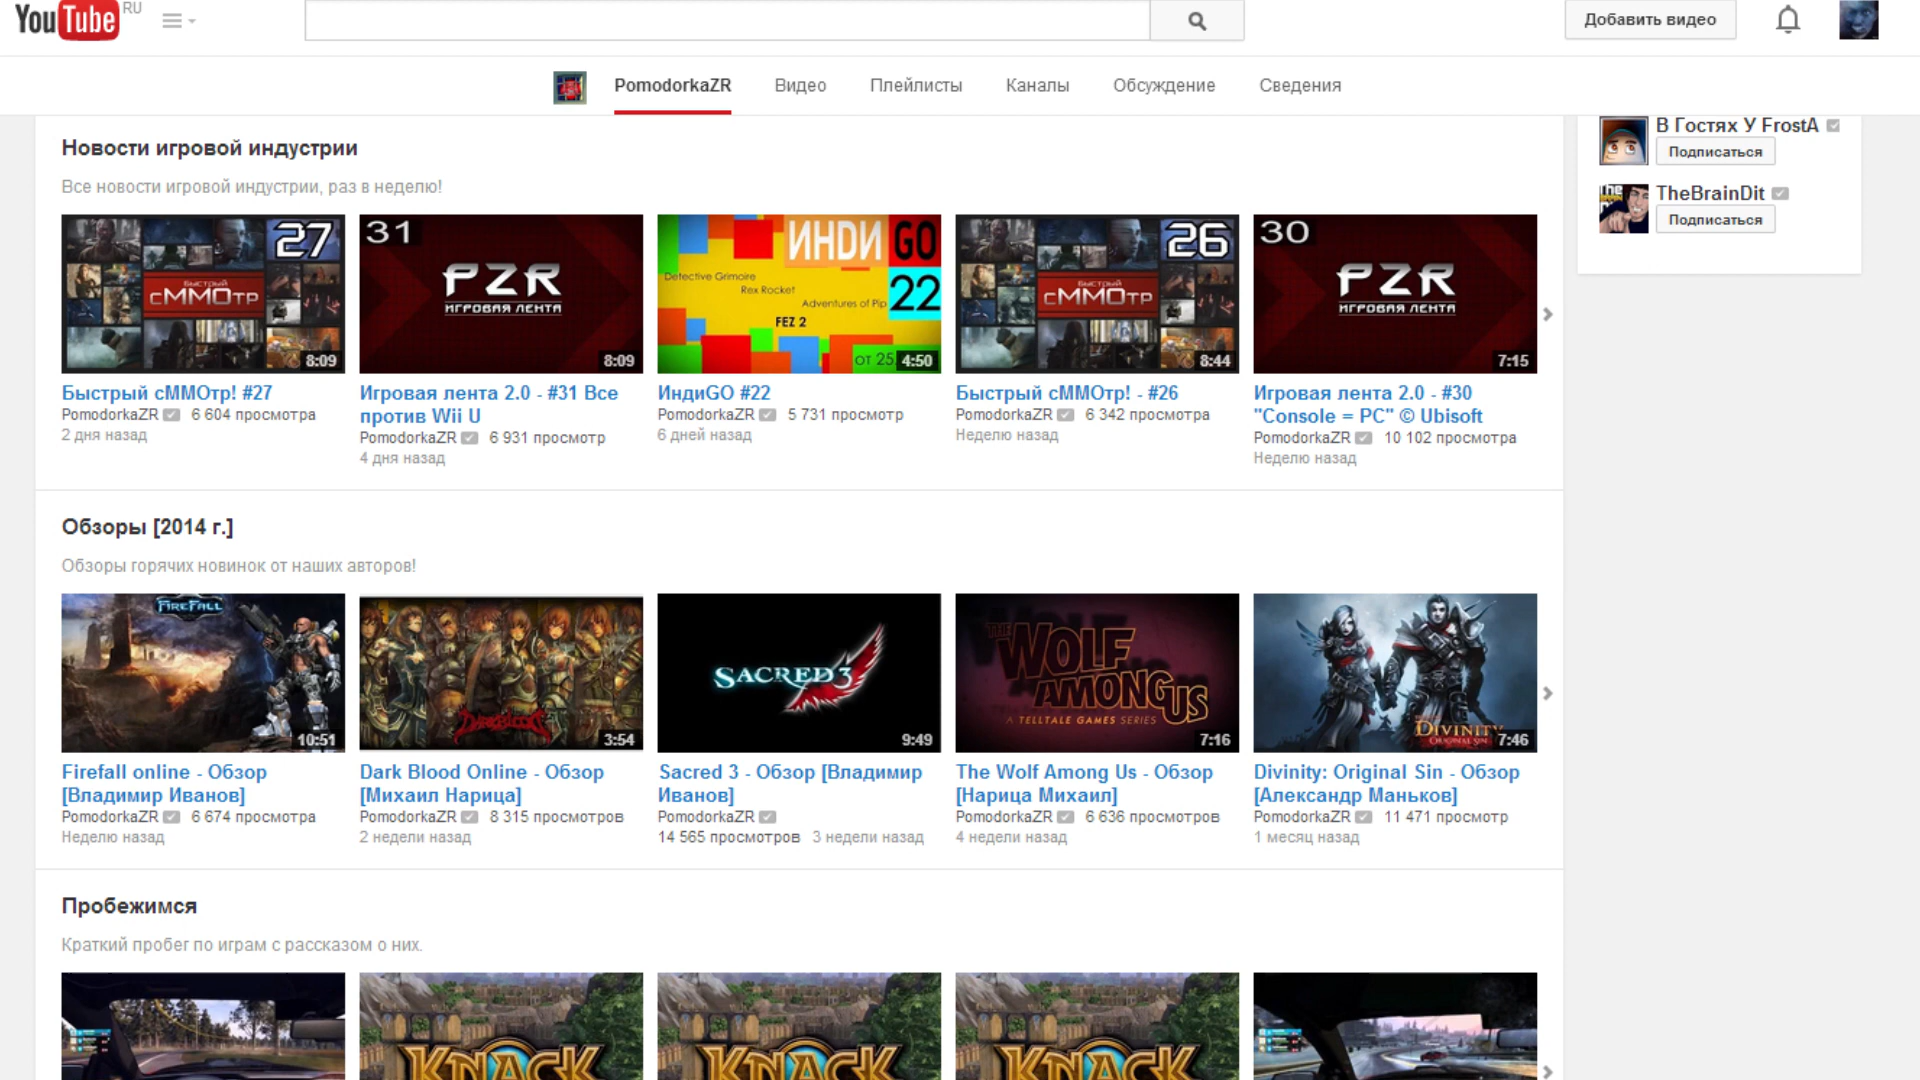 YouTube RU
Добавить видео
PomodorkaZR Видео Плейлисты Каналы Обсуждение Сведения
В Гостях У FrostA
Подписаться
TheBrainDit
Подписаться
Новости игровой индустрии
Все новости игровой индустрии, раз в неделю!
27
Быстрый
сММОтр
8:09
31
PZR
ИГРОВАЯ ЛЕНТА
8:09
ИНДИ GO
22
Detective Grimoire
Rex Rocket
Adventures of Pip
FEZ 2
от 25
4:50
26
Быстрый
сММОтр
8:44
30
PZR
ИГРОВАЯ ЛЕНТА
7:15
Быстрый сММОтр! #27
PomodorkaZR 6 604 просмотра
2 дня назад
Игровая лента 2.0 - #31 Все
против Wii U
PomodorkaZR 6 931 просмотр
4 дня назад
ИндиGO #22
PomodorkaZR 5 731 просмотр
6 дней назад
Быстрый сММОтр! - #26
PomodorkaZR 6 342 просмотра
Неделю назад
Игровая лента 2.0 - #30
"Console = PC" © Ubisoft
PomodorkaZR 10 102 просмотра
Неделю назад
Обзоры [2014 г.]
Обзоры горячих новинок от наших авторов!
FIREFALL
10:51
DARKBLOOD
3:54
SACRED 3
9:49
THE WOLF
AMONG US
A TELLTALE GAMES SERIES
7:16
DIVINITY
ORIGINAL SIN
7:46
Firefall online - Обзор
[Владимир Иванов]
PomodorkaZR 6 674 просмотра
Неделю назад
Dark Blood Online - Обзор
[Михаил Нарица]
PomodorkaZR 8 315 просмотров
2 недели назад
Sacred 3 - Обзор [Владимир
Иванов]
PomodorkaZR
14 565 просмотров 3 недели назад
The Wolf Among Us - Обзор
[Нарица Михаил]
PomodorkaZR 6 636 просмотров
4 недели назад
Divinity: Original Sin - Обзор
[Александр Маньков]
PomodorkaZR 11 471 просмотр
1 месяц назад
Пробежимся
Краткий пробег по играм с рассказом о них.
KNACK
KNACK
KNACK